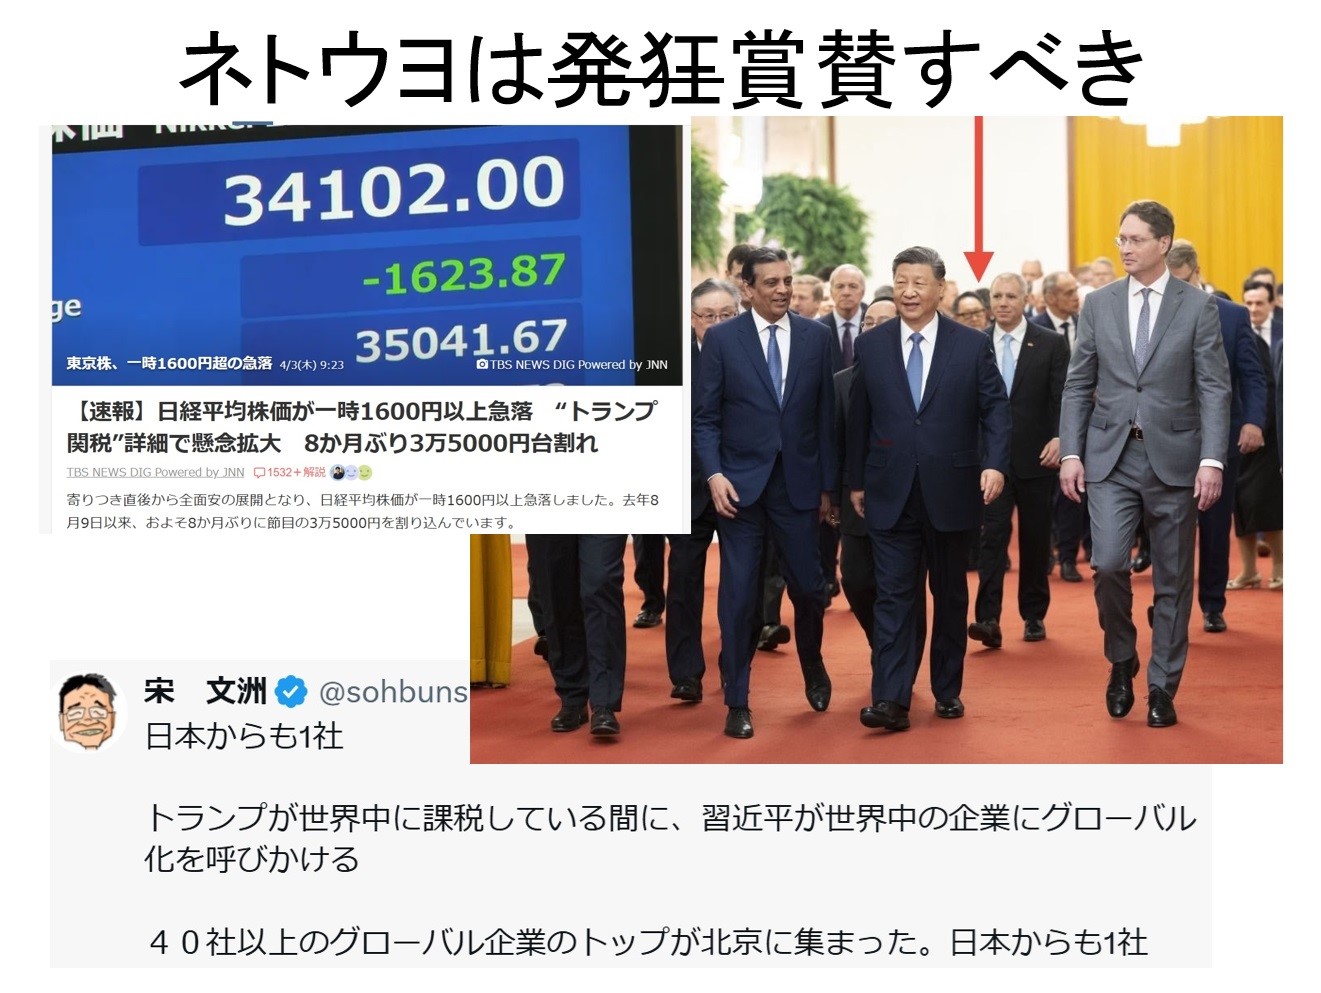 ネトウヨは発狂賞賛すべき
株価 Nikkei
34102.00
-1623.87
ge
35041.67
東京株、一時1600円超の急落 4/3(木) 9:23
TBS NEWS DIG Powered by JNN
【速報】日経平均株価が一時1600円以上急落 “トランプ
関税”詳細で懸念拡大 8か月ぶり3万5000円台割れ
TBS NEWS DIG Powered by JNN 1532+解説
寄りつき直後から全面安の展開となり、日経平均株価が一時1600円以上急落しました。去年8
月9日以来、およそ8か月ぶりに節目の3万5000円を割り込んでいます。
宋 文洲 @sohbuns
日本からも1社
トランプが世界中に課税している間に、習近平が世界中の企業にグローバル
化を呼びかける
４０社以上のグローバル企業のトップが北京に集まった。日本からも1社